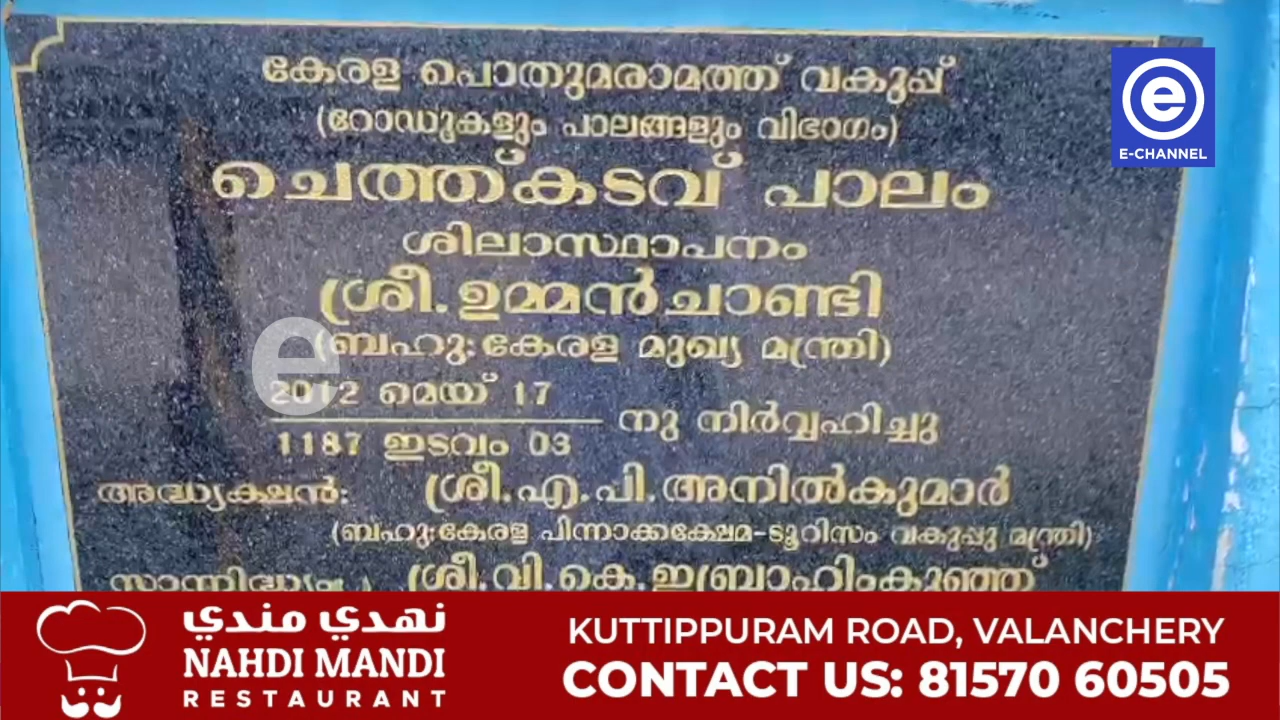 കേരള പൊതുമരാമത്ത് വകുപ്പ്
(റോഡുകളും പാലങ്ങളും വിഭാഗം)
ചെത്ത്കടവ് പാലം
ശിലാസ്ഥാപനം
ശ്രീ.ഉമ്മൻചാണ്ടി
(ബഹു:കേരള മുഖ്യ മന്ത്രി)
2012 മെയ് 17
1187 ഇടവം 03
നു നിർവ്വഹിച്ചു
അദ്ധ്യക്ഷൻ: ശ്രീ.എ.പി.അനിൽകുമാർ
(ബഹു:കേരള പിന്നാക്കക്ഷേമ-ടൂറിസം വകുപ്പു മന്ത്രി)
സാന്നിദ്ധ്യം: ശ്രീ.വി.കെ.ഇബ്രാഹിംകുഞ്ഞ്
e
e
E-CHANNEL
نهدي مندي
NAHDI MANDI
RESTAURANT
KUTTIPPURAM ROAD, VALANCHERY
CONTACT US: 81570 60505